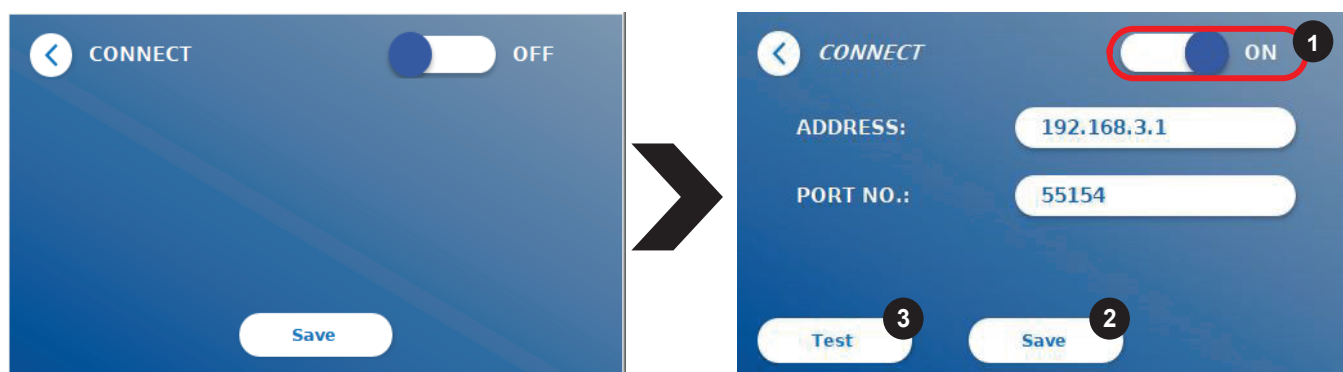 CONNECT OFF
Save
CONNECT ON 1
ADDRESS: 192.168.3.1
PORT NO.: 55154
3 2
Test Save